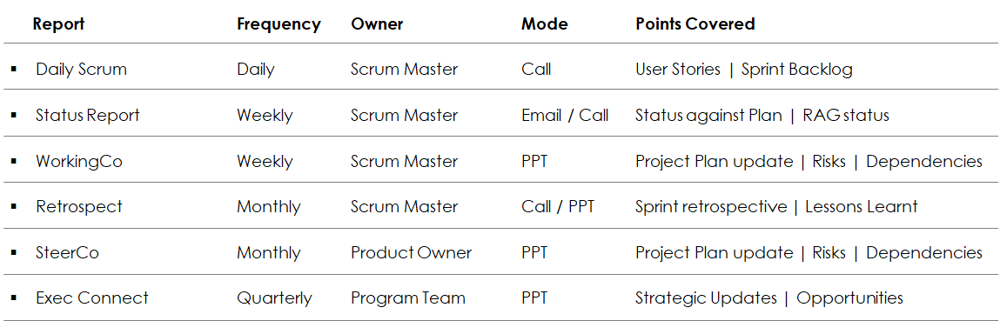 Report Frequency Owner Mode Points Covered
▪ Daily Scrum Daily Scrum Master Call User Stories | Sprint Backlog
▪ Status Report Weekly Scrum Master Email / Call Status against Plan | RAG status
▪ WorkingCo Weekly Scrum Master PPT Project Plan update | Risks | Dependencies
▪ Retrospect Monthly Scrum Master Call / PPT Sprint retrospective | Lessons Learnt
▪ SteerCo Monthly Product Owner PPT Project Plan update | Risks | Dependencies
▪ Exec Connect Quarterly Program Team PPT Strategic Updates | Opportunities